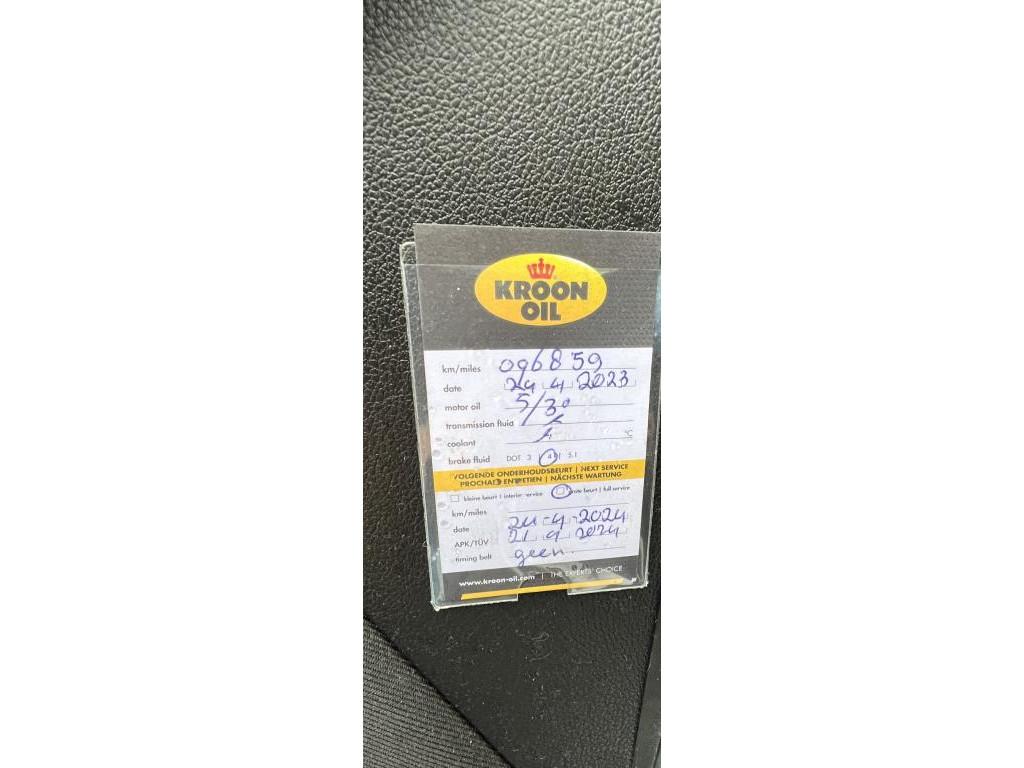 KROON
OIL
km/miles 096859
date 24 4 2023
motor oil 5/30
transmission fluid
coolant °C
brake fluid DOT 3 4 5.1
VOLGENDE ONDERHOUDSBEURT | NEXT SERVICE
PROCHAIN ENTRETIEN | NÄCHSTE WARTUNG
kleine beurt | interim service grote beurt | full service
km/miles
date 24-4-2024
APK/TÜV 21 9 2024
timing belt geen.
www.kroon-oil.com | THE EXPERTS' CHOICE